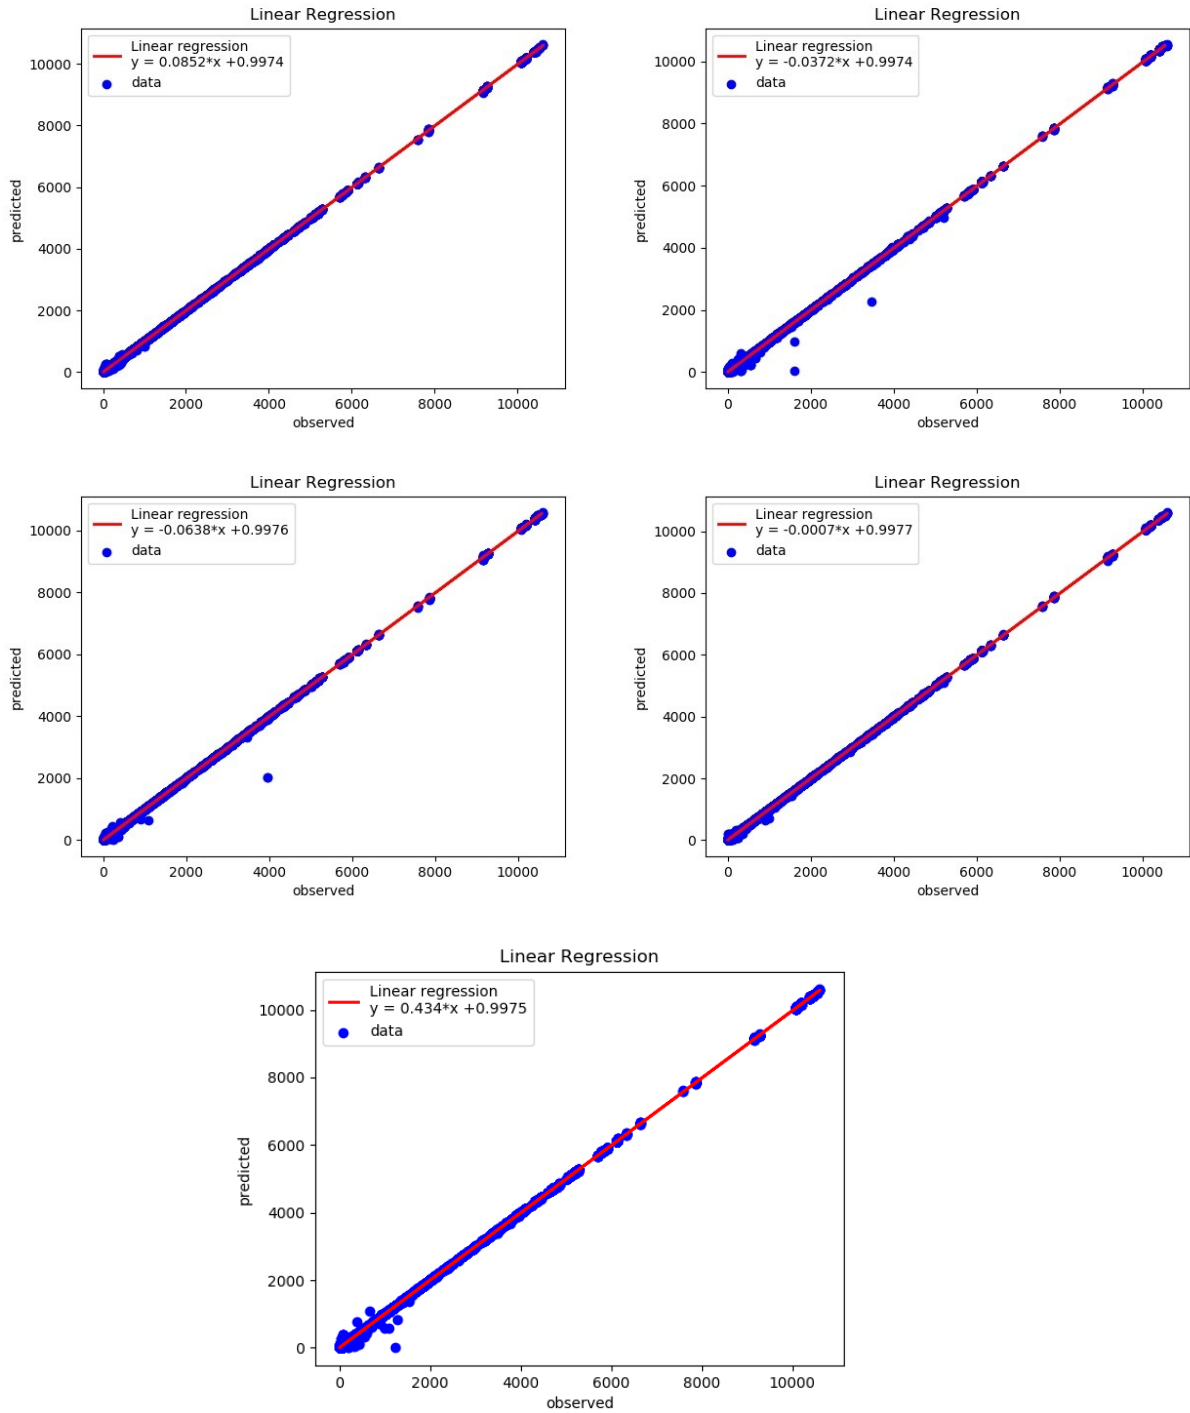 Linear Regression
Linear regression
y = 0.0852*x +0.9974
data
10000
8000
6000
4000
2000
0
predicted
0 2000 4000 6000 8000 10000
observed
Linear Regression
Linear regression
y = -0.0372*x +0.9974
data
10000
8000
6000
4000
2000
0
predicted
0 2000 4000 6000 8000 10000
observed
Linear Regression
Linear regression
y = -0.0638*x +0.9976
data
10000
8000
6000
4000
2000
0
predicted
0 2000 4000 6000 8000 10000
observed
Linear Regression
Linear regression
y = -0.0007*x +0.9977
data
10000
8000
6000
4000
2000
0
predicted
0 2000 4000 6000 8000 10000
observed
Linear Regression
Linear regression
y = 0.434*x +0.9975
data
10000
8000
6000
4000
2000
0
predicted
0 2000 4000 6000 8000 10000
observed